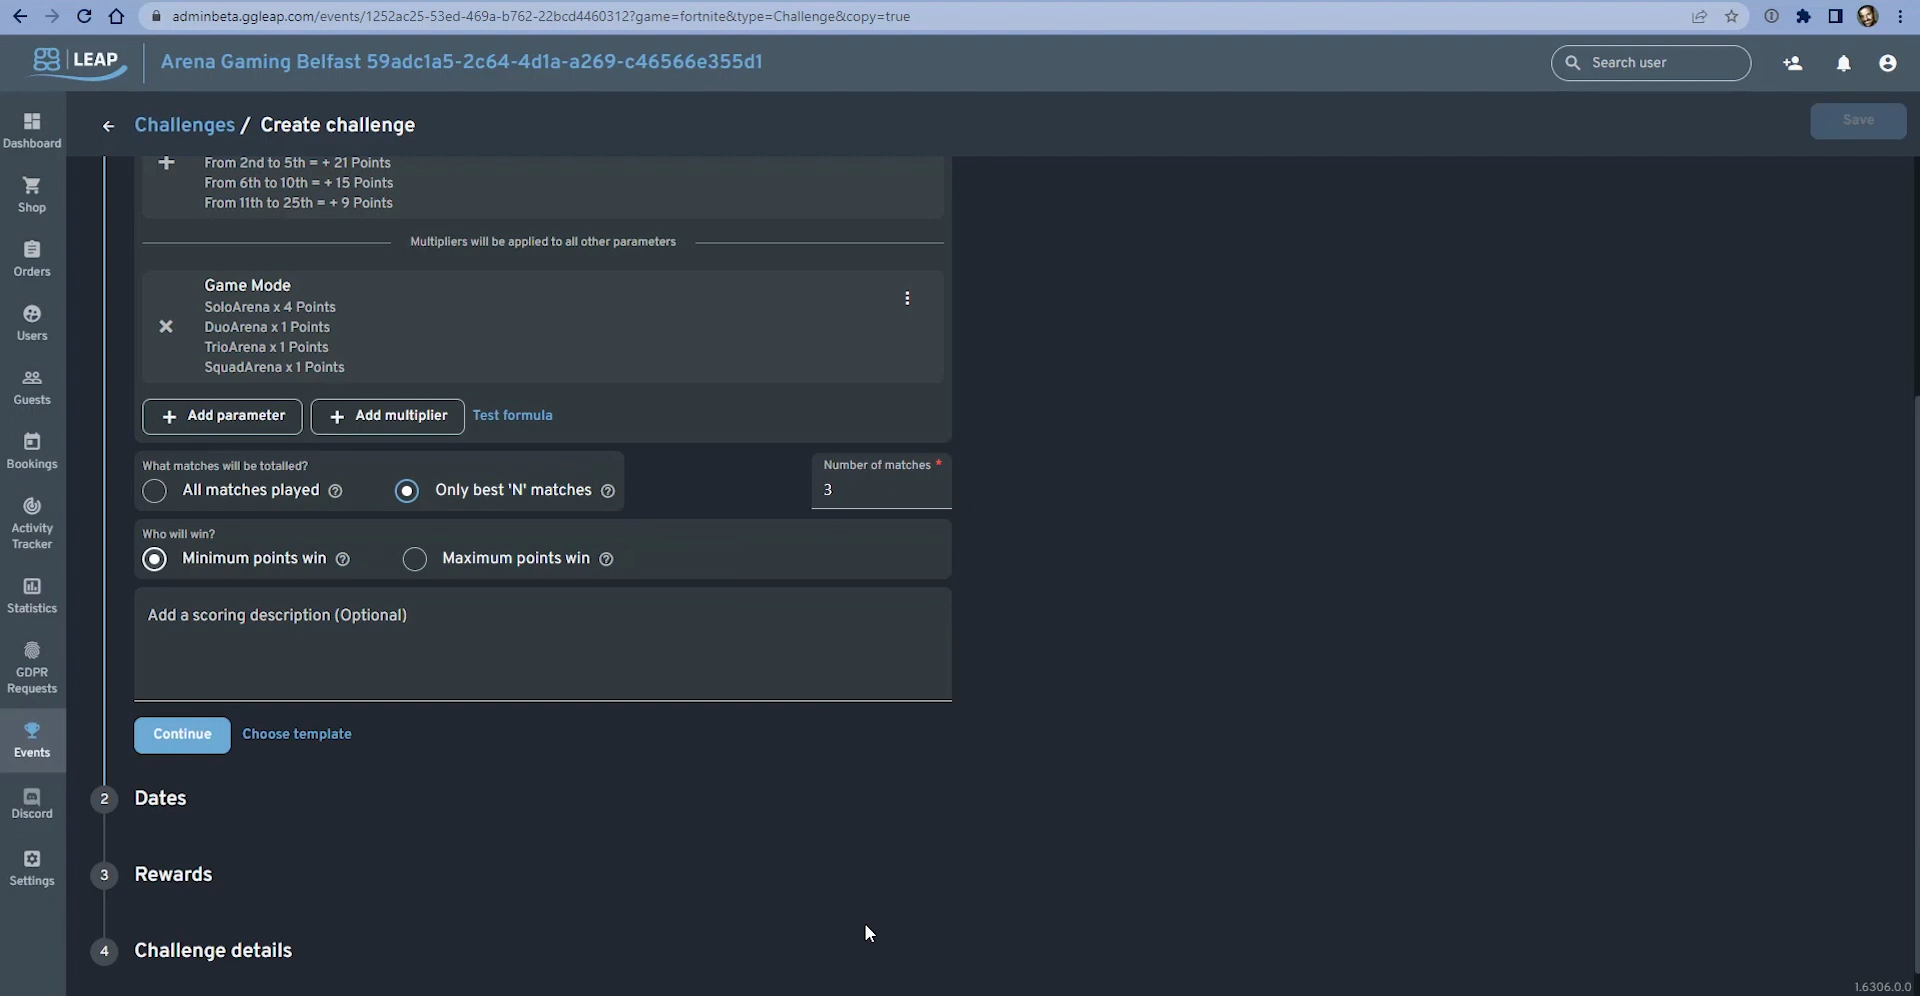 adminbeta.ggleap.com/events/1252ac25-53ed-469a-b762-22bcd4460312?game=fortnite&type=Challenge&copy=true
LEAP
Arena Gaming Belfast 59adc1a5-2c64-4d1a-a269-c46566e355d1
Search user
Challenges / Create challenge
Save
Dashboard
Shop
Orders
Users
Guests
Bookings
Activity
Tracker
Statistics
GDPR
Requests
Events
Discord
Settings
From 2nd to 5th = + 21 Points
From 6th to 10th = + 15 Points
From 11th to 25th = + 9 Points
Multipliers will be applied to all other parameters
Game Mode
SoloArena x 4 Points
DuoArena x 1 Points
TrioArena x 1 Points
SquadArena x 1 Points
+ Add parameter
+ Add multiplier
Test formula
What matches will be totalled?
All matches played
Only best 'N' matches
Number of matches *
3
Who will win?
Minimum points win
Maximum points win
Add a scoring description (Optional)
Continue
Choose template
2 Dates
3 Rewards
4 Challenge details
1.6306.0.0